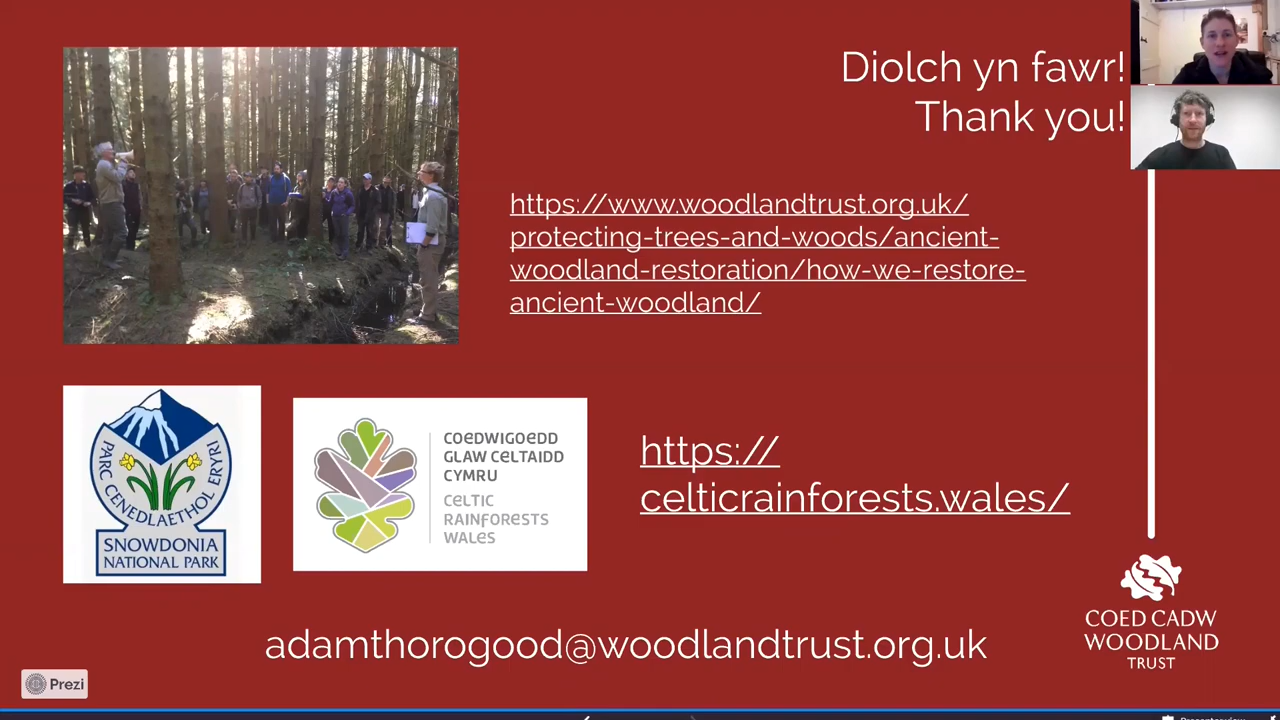 Diolch yn fawr!
Thank you!
https://www.woodlandtrust.org.uk/
protecting-trees-and-woods/ancient-
woodland-restoration/how-we-restore-
ancient-woodland/
PARC CENEDLAETHOL ERYRI
SNOWDONIA
NATIONAL PARK
COEDWIGOEDD
GLAW CELTAIDD
CYMRU
CELTIC
RAINFORESTS
WALES
https://
celticrainforests.wales/
adamthorogood@woodlandtrust.org.uk
COED CADW
WOODLAND
TRUST
Prezi